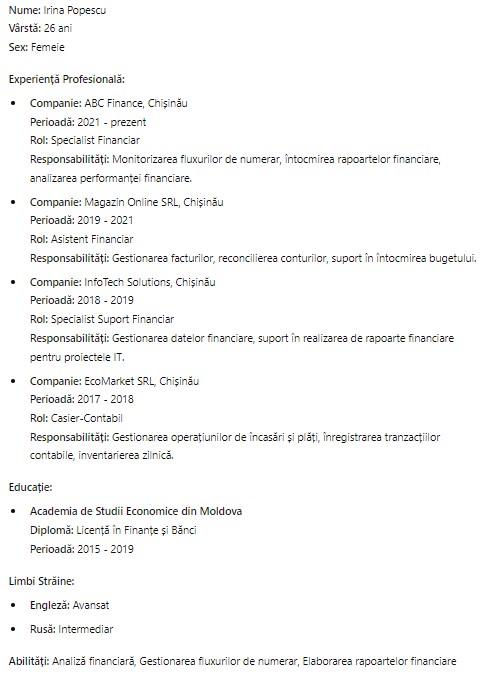 Nume: Irina Popescu
Vârstă: 26 ani
Sex: Femeie
Experiență Profesională:
• Companie: ABC Finance, Chișinău
Perioadă: 2021 - prezent
Rol: Specialist Financiar
Responsabilități: Monitorizarea fluxurilor de numerar, întocmirea rapoartelor financiare,
analizarea performanței financiare.
• Companie: Magazin Online SRL, Chișinău
Perioadă: 2019 - 2021
Rol: Asistent Financiar
Responsabilități: Gestionarea facturilor, reconcilierea conturilor, suport în întocmirea bugetului.
• Companie: InfoTech Solutions, Chișinău
Perioadă: 2018 - 2019
Rol: Specialist Suport Financiar
Responsabilități: Gestionarea datelor financiare, suport în realizarea de rapoarte financiare
pentru proiectele IT.
• Companie: EcoMarket SRL, Chișinău
Perioadă: 2017 - 2018
Rol: Casier-Contabil
Responsabilități: Gestionarea operațiunilor de încasări și plăți, înregistrarea tranzacțiilor
contabile, inventarierea zilnică.
Educație:
• Academia de Studii Economice din Moldova
Diplomă: Licență în Finanțe și Bănci
Perioadă: 2015 - 2019
Limbi Străine:
• Engleză: Avansat
• Rusă: Intermediar
Abilități: Analiză financiară, Gestionarea fluxurilor de numerar, Elaborarea rapoartelor financiare